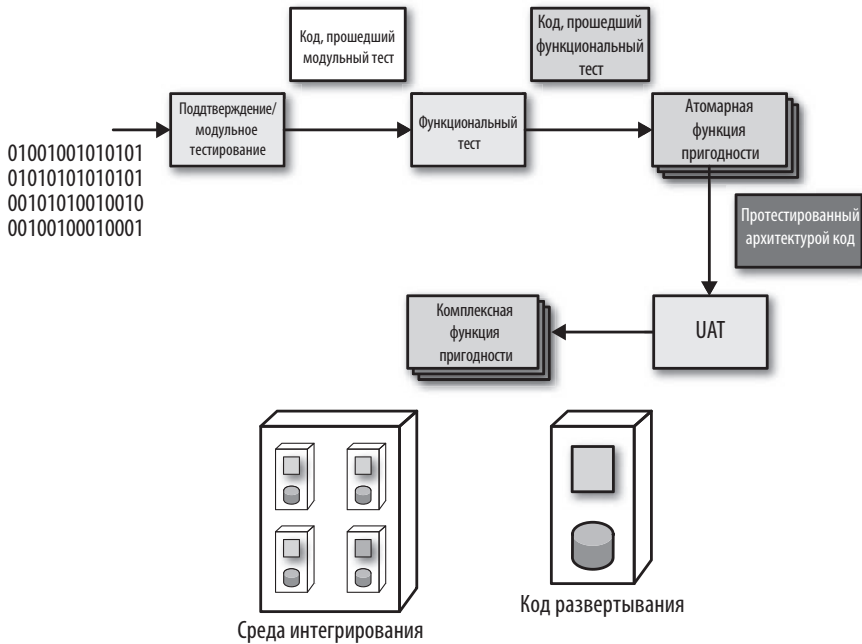 Код, прошедший
модульный тест
Код, прошедший
функциональный
тест
Поддтверждение/
модульное
тестирование
Функциональный
тест
Атомарная
функция
пригодности
01001001010101
01010101010101
00101010010010
00100100010001
Протестированный
архитектурой код
Комплексная
функция
пригодности
UAT
Среда интегрирования
Код развертывания